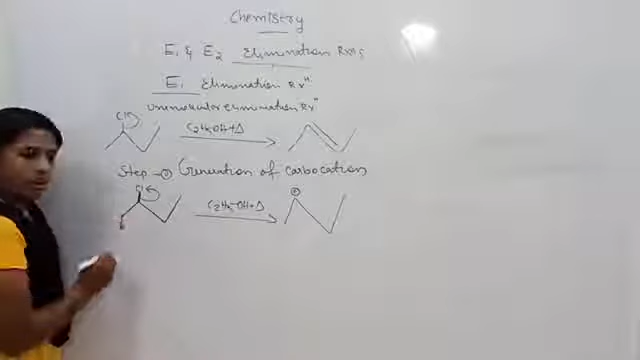 Chemistry
E1 & E2 Elimination Rxns
E1 Elimination Rxn
Unimolecular elimination Rxn
Cl
C2H5OH+Δ
Step -① Generation of carbocation
Cl
C2H5-OH+Δ
⊕